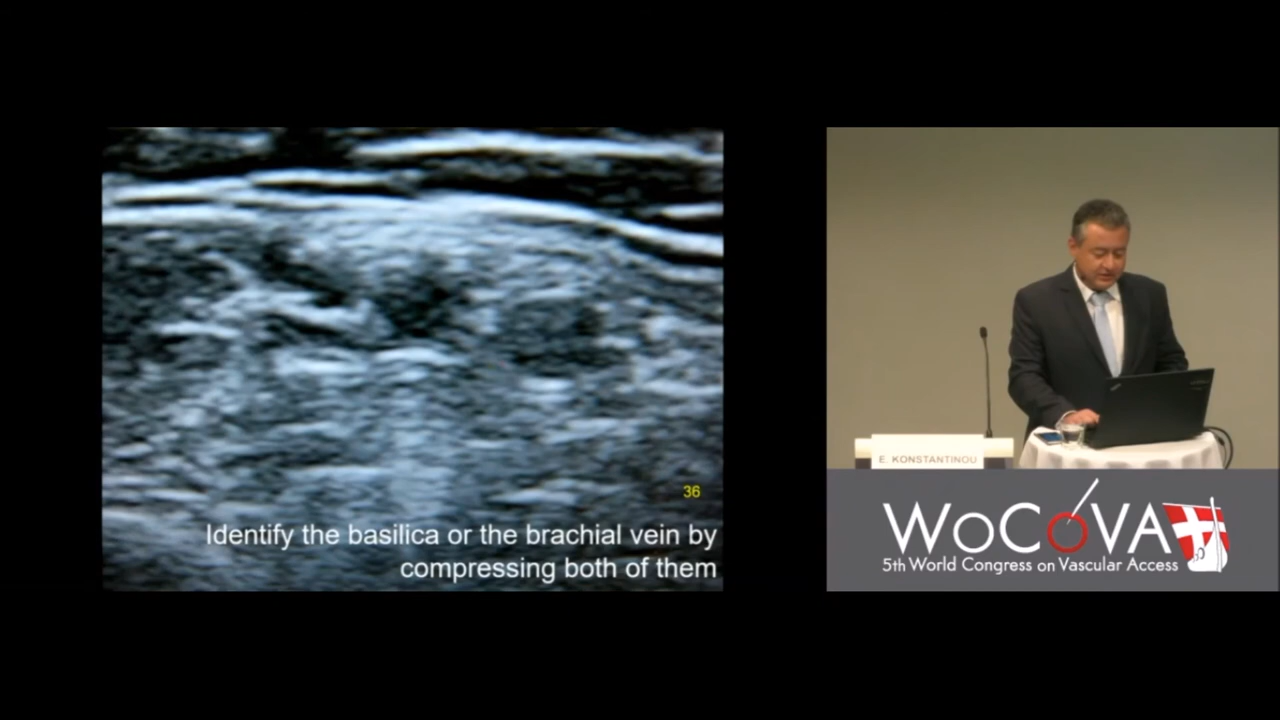 36
Identify the basilica or the brachial vein by
compressing both of them
E. KONSTANTINOU
WoCoVA
5th World Congress on Vascular Access